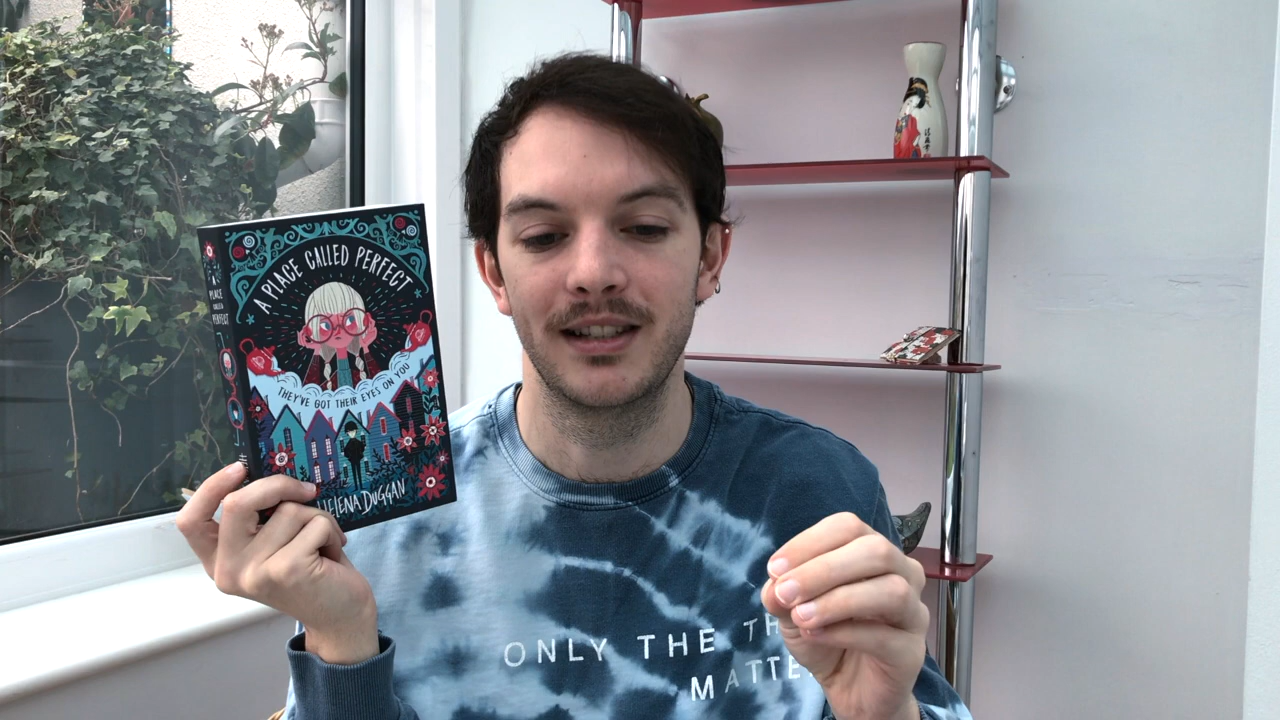 A PLACE CALLED PERFECT
THEY'VE GOT THEIR EYES ON YOU
HELENA DUGGAN
A
PLACE
CALLED
PERFECT
ONLY THE TH
MATTE